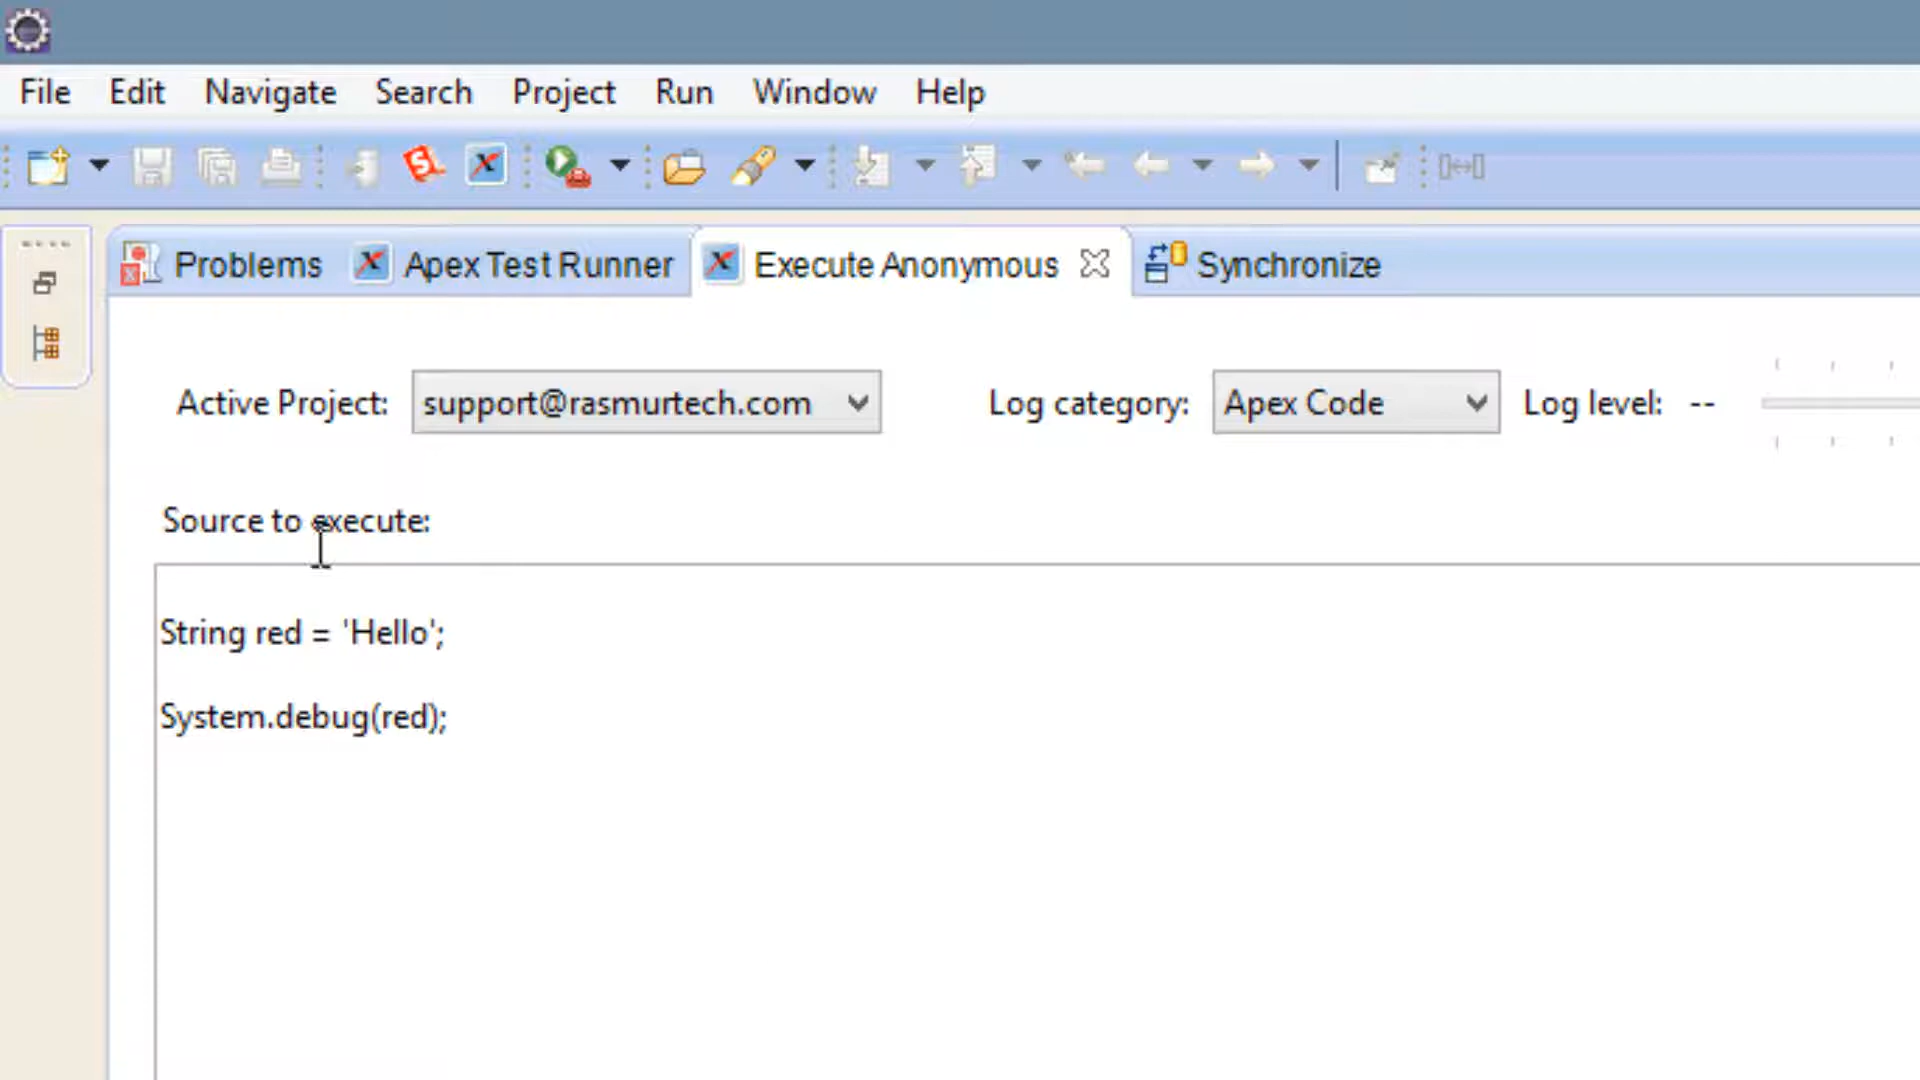 File Edit Navigate Search Project Run Window Help
SL
Problems Apex Test Runner Execute Anonymous Synchronize
Active Project: support@rasmurtech.com Log category: Apex Code Log level: --
Source to execute:
String red = 'Hello';
System.debug(red);